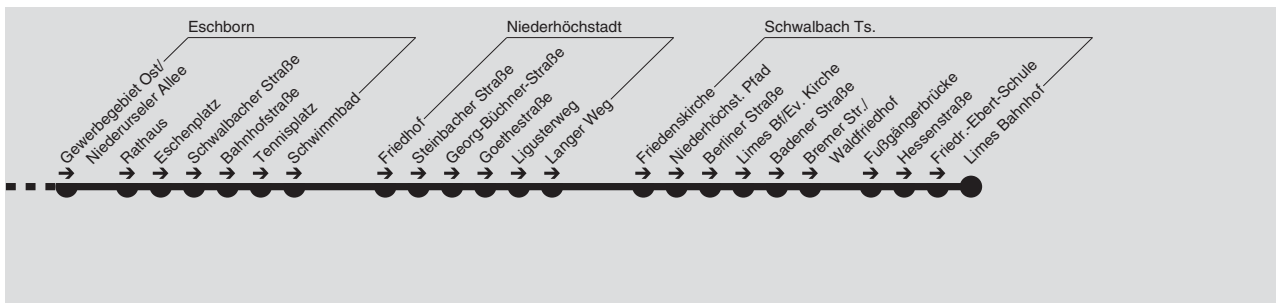 Eschborn
Niederhöchstadt
Schwalbach Ts.
Gewerbegebiet Ost/
Niederurseler Allee
Rathaus
Eschenplatz
Schwalbacher Straße
Bahnhofstraße
Tennisplatz
Schwimmbad
Friedhof
Steinbacher Straße
Georg-Büchner-Straße
Goethestraße
Ligusterweg
Langer Weg
Friedenskirche
Niederhöchst. Pfad
Berliner Straße
Limes Bf/Ev. Kirche
Badener Straße
Bremer Str./
Waldfriedhof
Fußgängerbrücke
Hessenstraße
Friedr.-Ebert-Schule
Limes Bahnhof